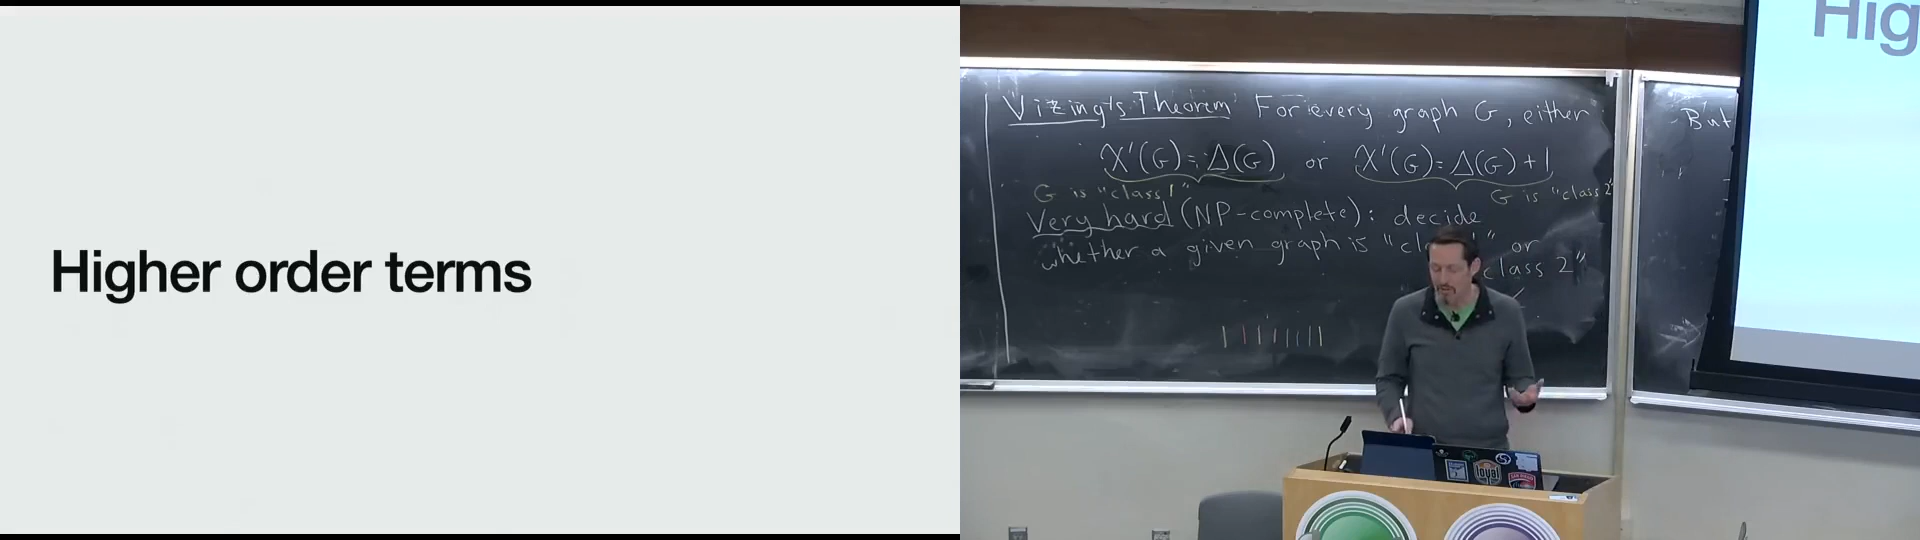 Higher order terms
Vizing's Theorem For every graph G, either
χ'(G) = Δ(G) or χ'(G) = Δ(G) + 1
G is "class 1" G is "class 2"
Very hard (NP-complete): decide
whether a given graph is "cl " or
class 2"
But
Hig
loyal